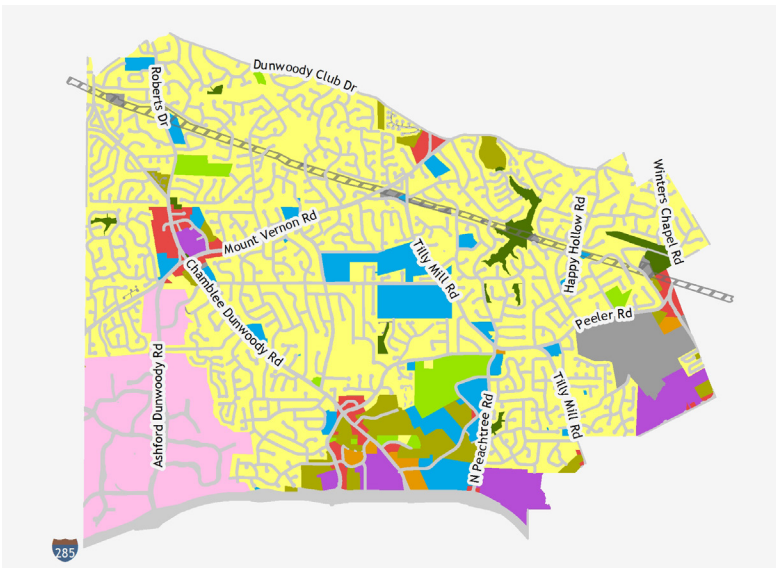 Dunwoody Club Dr
Roberts Dr
Winters Chapel Rd
Happy Hollow Rd
Mount Vernon Rd
Tilly Mill Rd
Chamblee Dunwoody Rd
Peeler Rd
Ashford Dunwoody Rd
Tilly Mill Rd
N Peachtree Rd
285